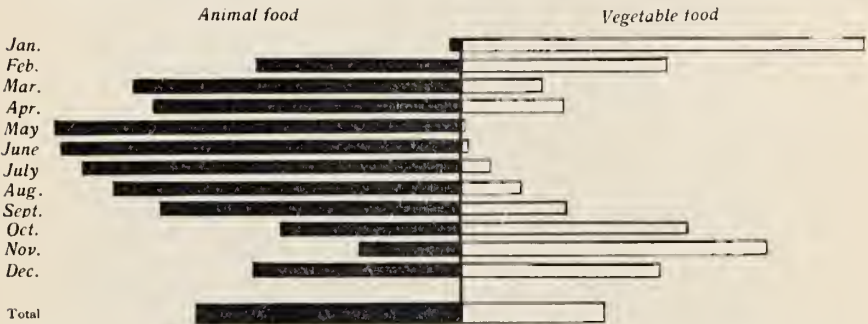 Animal food Vegetable food
Jan.
Feb.
Mar.
Apr.
May
June
July
Aug.
Sept.
Oct.
Nov.
Dec.
Total